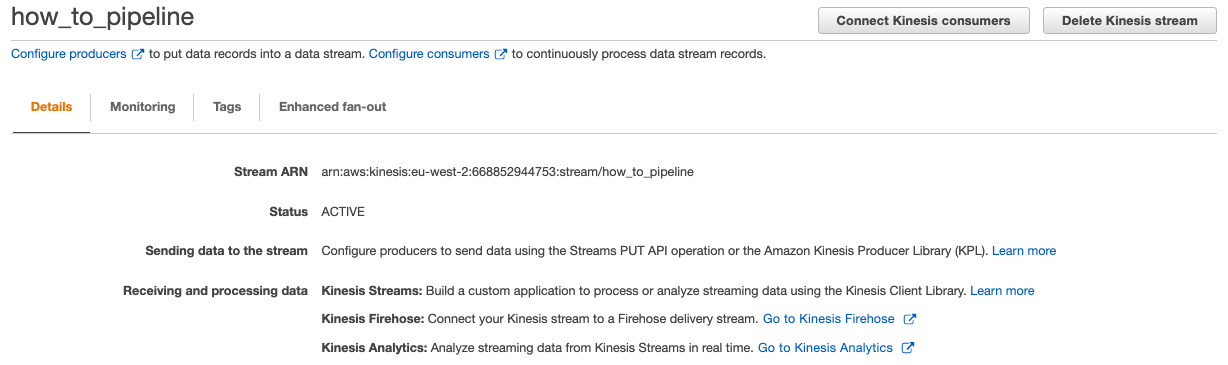 how_to_pipeline
Connect Kinesis consumers
Delete Kinesis stream
Configure producers to put data records into a data stream. Configure consumers to continuously process data stream records.
Details Monitoring Tags Enhanced fan-out
Stream ARN arn:aws:kinesis:eu-west-2:668852944753:stream/how_to_pipeline
Status ACTIVE
Sending data to the stream Configure producers to send data using the Streams PUT API operation or the Amazon Kinesis Producer Library (KPL). Learn more
Receiving and processing data Kinesis Streams: Build a custom application to process or analyze streaming data using the Kinesis Client Library. Learn more
Kinesis Firehose: Connect your Kinesis stream to a Firehose delivery stream. Go to Kinesis Firehose
Kinesis Analytics: Analyze streaming data from Kinesis Streams in real time. Go to Kinesis Analytics